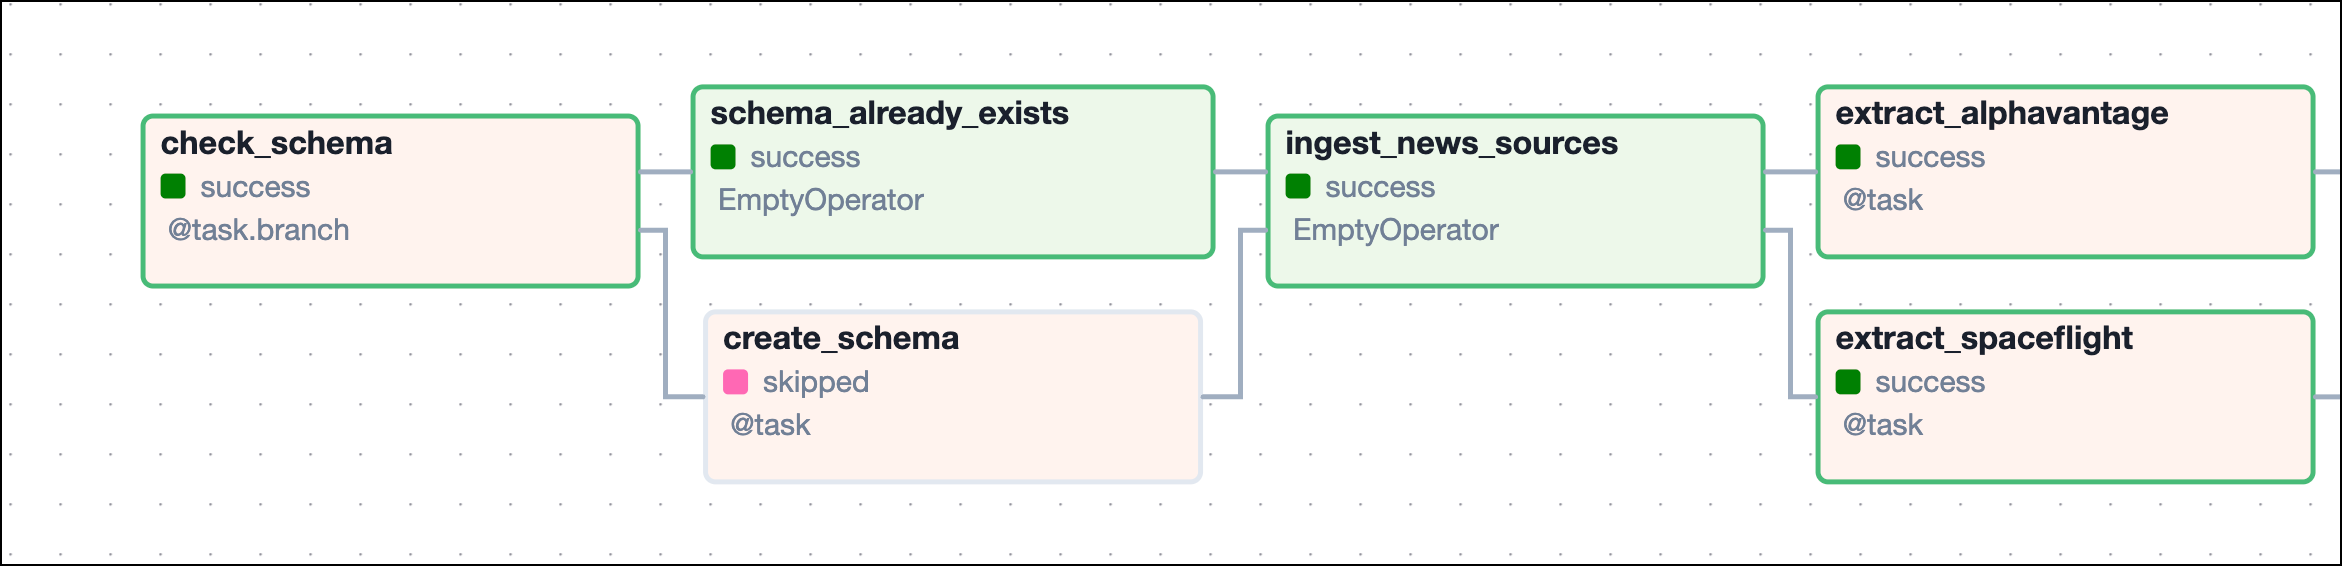 check_schema
success
@task.branch
schema_already_exists
success
EmptyOperator
create_schema
skipped
@task
ingest_news_sources
success
EmptyOperator
extract_alphavantage
success
@task
extract_spaceflight
success
@task